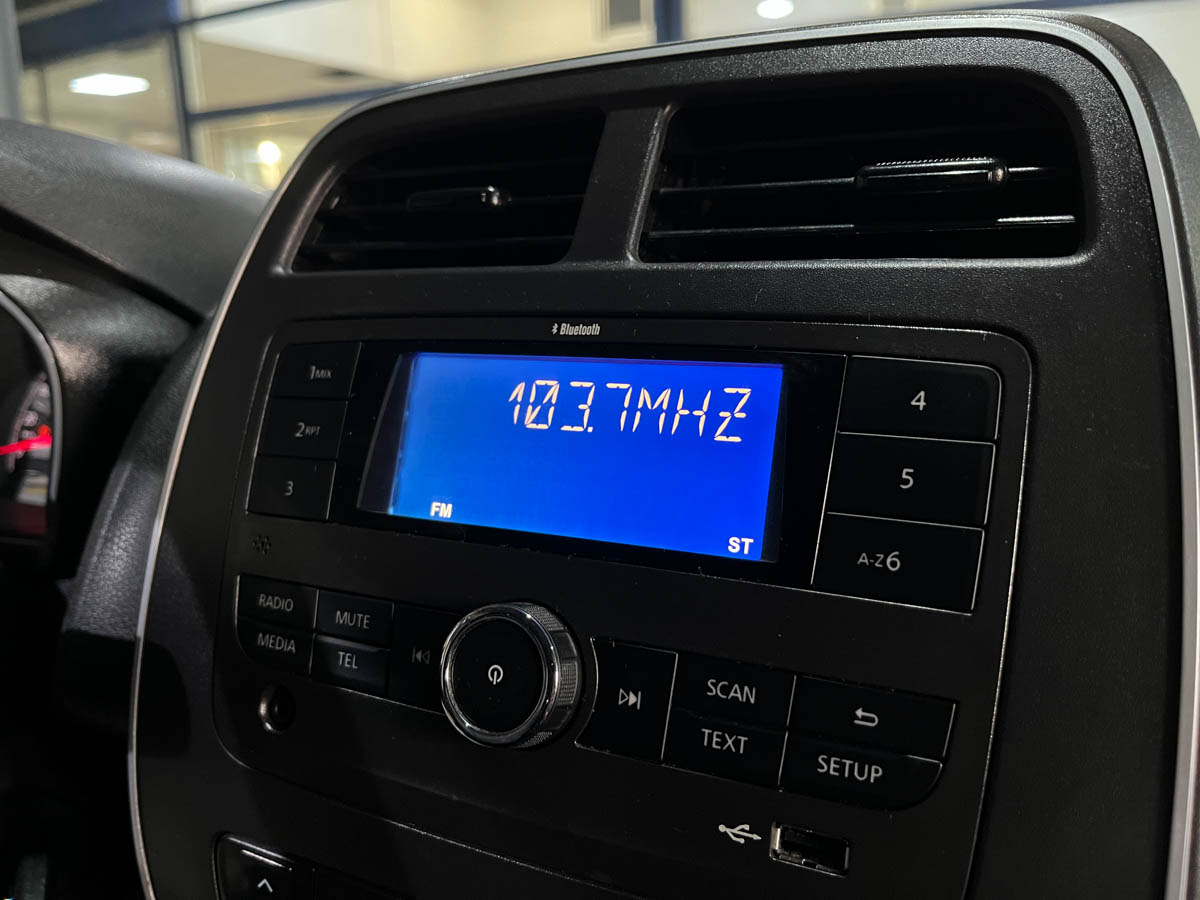 Bluetooth
1MIX
2RPT
3
103.7MHZ
FM
ST
4
5
A-Z6
RADIO
MEDIA
MUTE
TEL
SCAN
TEXT
SETUP